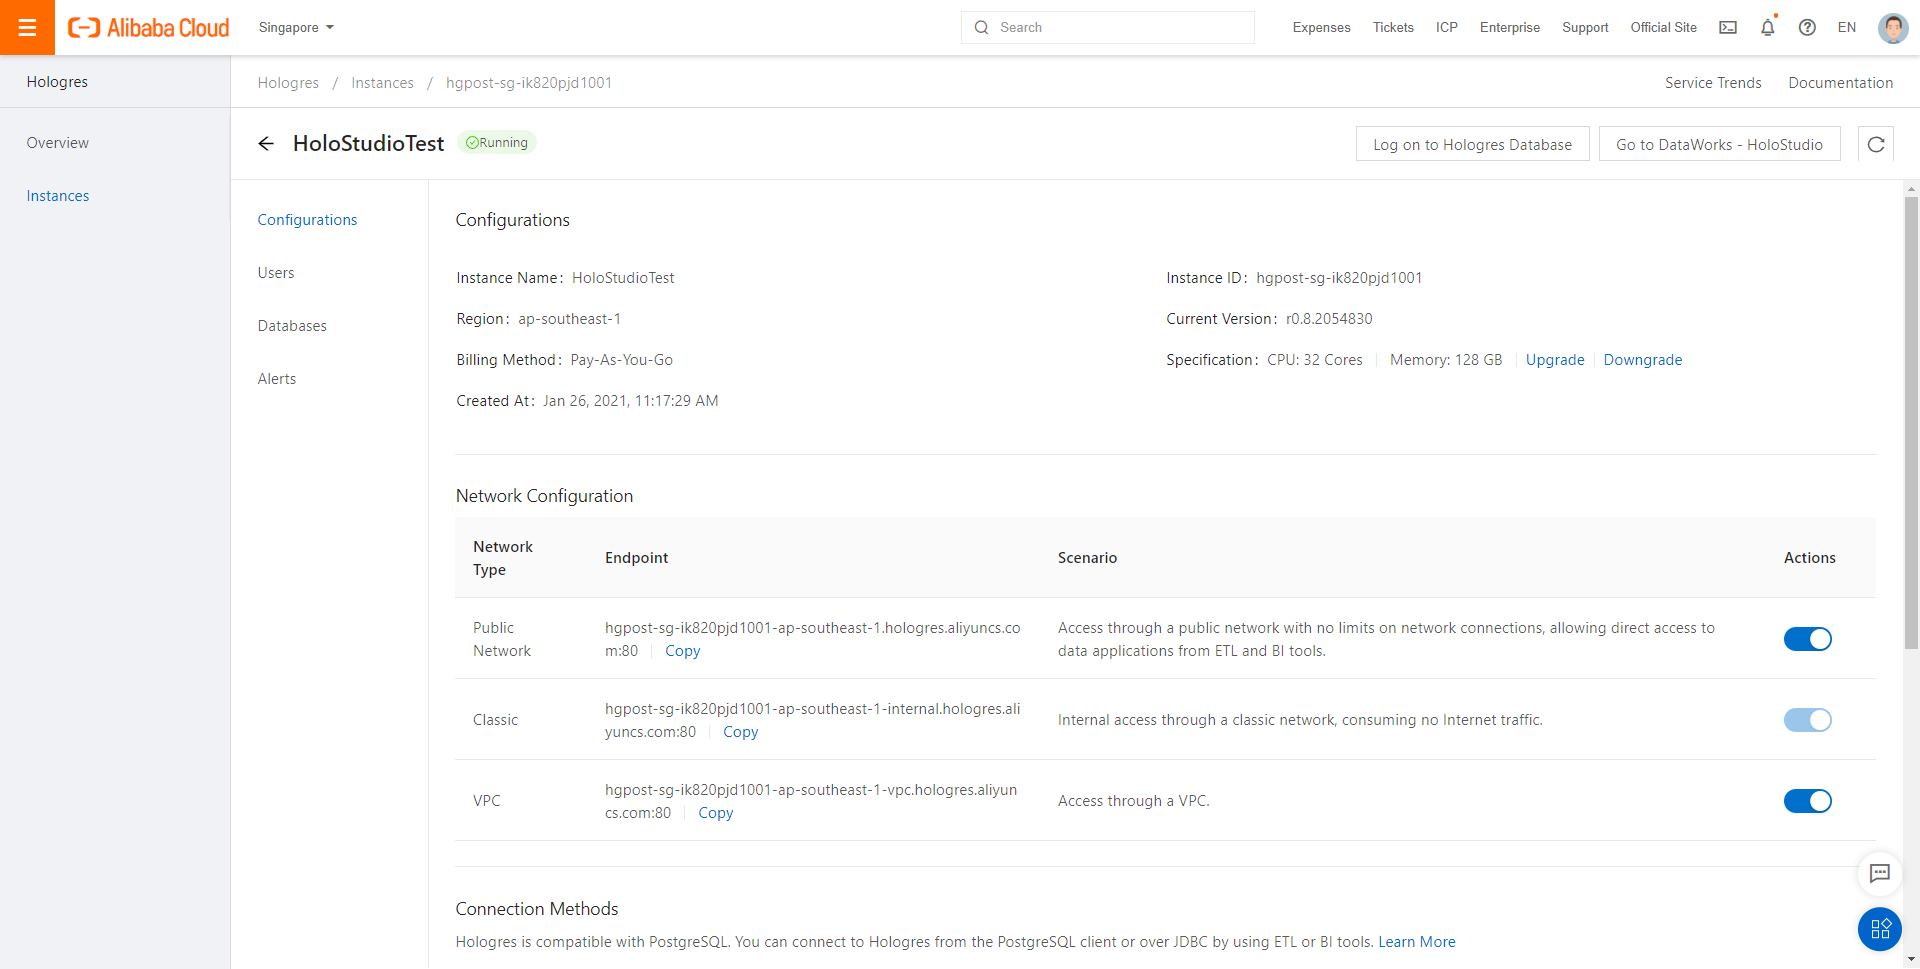 Alibaba Cloud
Singapore
Search
Expenses
Tickets
ICP
Enterprise
Support
Official Site
EN
Hologres
Hologres / Instances / hgpost-sg-ik820pjd1001
Service Trends
Documentation
Overview
Instances
HoloStudioTest
Running
Log on to Hologres Database
Go to DataWorks - HoloStudio
Configurations
Users
Databases
Alerts
Configurations
Instance Name: HoloStudioTest
Instance ID: hgpost-sg-ik820pjd1001
Region: ap-southeast-1
Current Version: r0.8.2054830
Billing Method: Pay-As-You-Go
Specification: CPU: 32 Cores Memory: 128 GB Upgrade Downgrade
Created At: Jan 26, 2021, 11:17:29 AM
Network Configuration
Network
Type
Endpoint
Scenario
Actions
Public
Network
hgpost-sg-ik820pjd1001-ap-southeast-1.hologres.aliyuncs.co
m:80 Copy
Access through a public network with no limits on network connections, allowing direct access to
data applications from ETL and BI tools.
Classic
hgpost-sg-ik820pjd1001-ap-southeast-1-internal.hologres.ali
yuncs.com:80 Copy
Internal access through a classic network, consuming no Internet traffic.
VPC
hgpost-sg-ik820pjd1001-ap-southeast-1-vpc.hologres.aliyun
cs.com:80 Copy
Access through a VPC.
Connection Methods
Hologres is compatible with PostgreSQL. You can connect to Hologres from the PostgreSQL client or over JDBC by using ETL or BI tools. Learn More